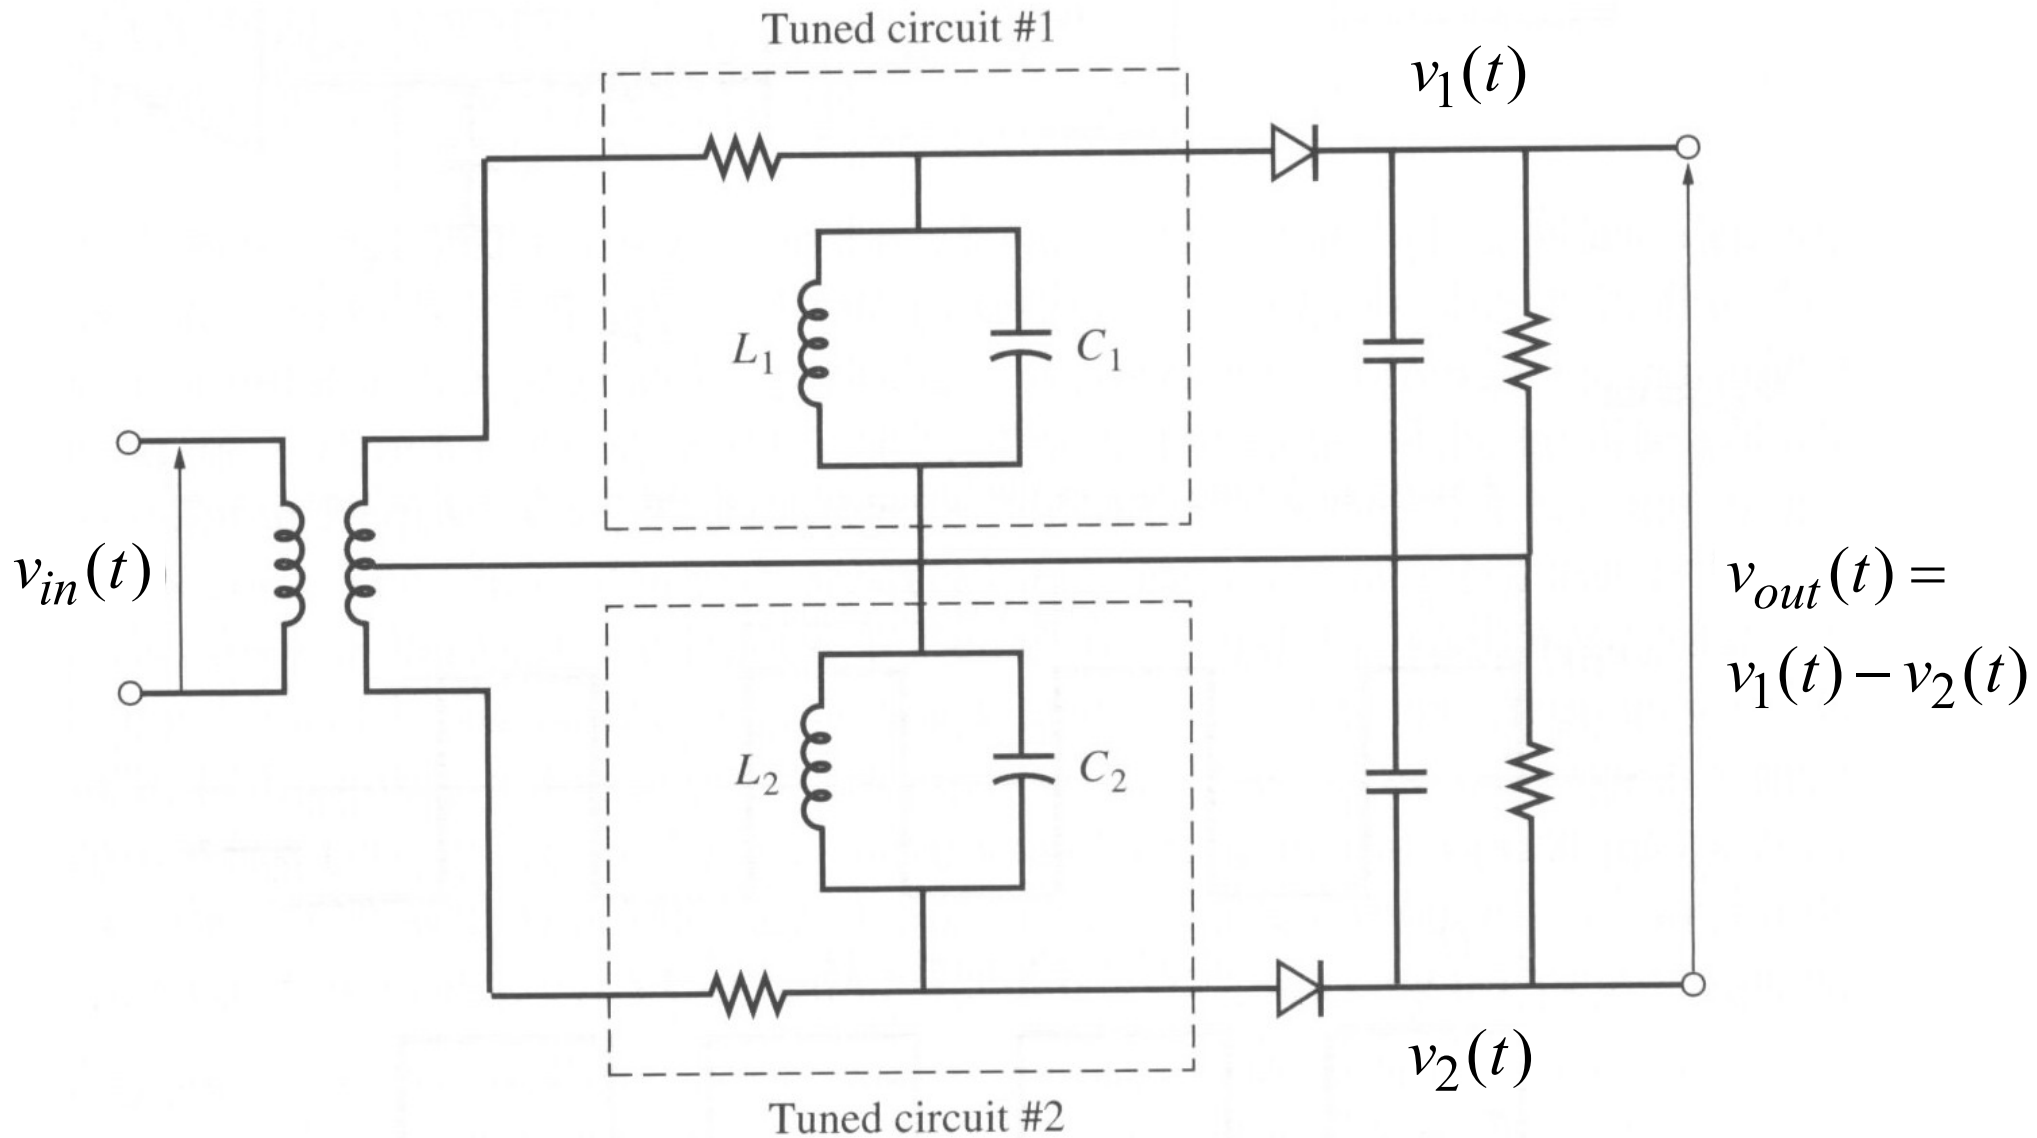 Tuned circuit #1
v₁(t)
L₁
C₁
vᵢₙ(t)
vₒᵤₜ(t) =
v₁(t) − v₂(t)
L₂
C₂
v₂(t)
Tuned circuit #2